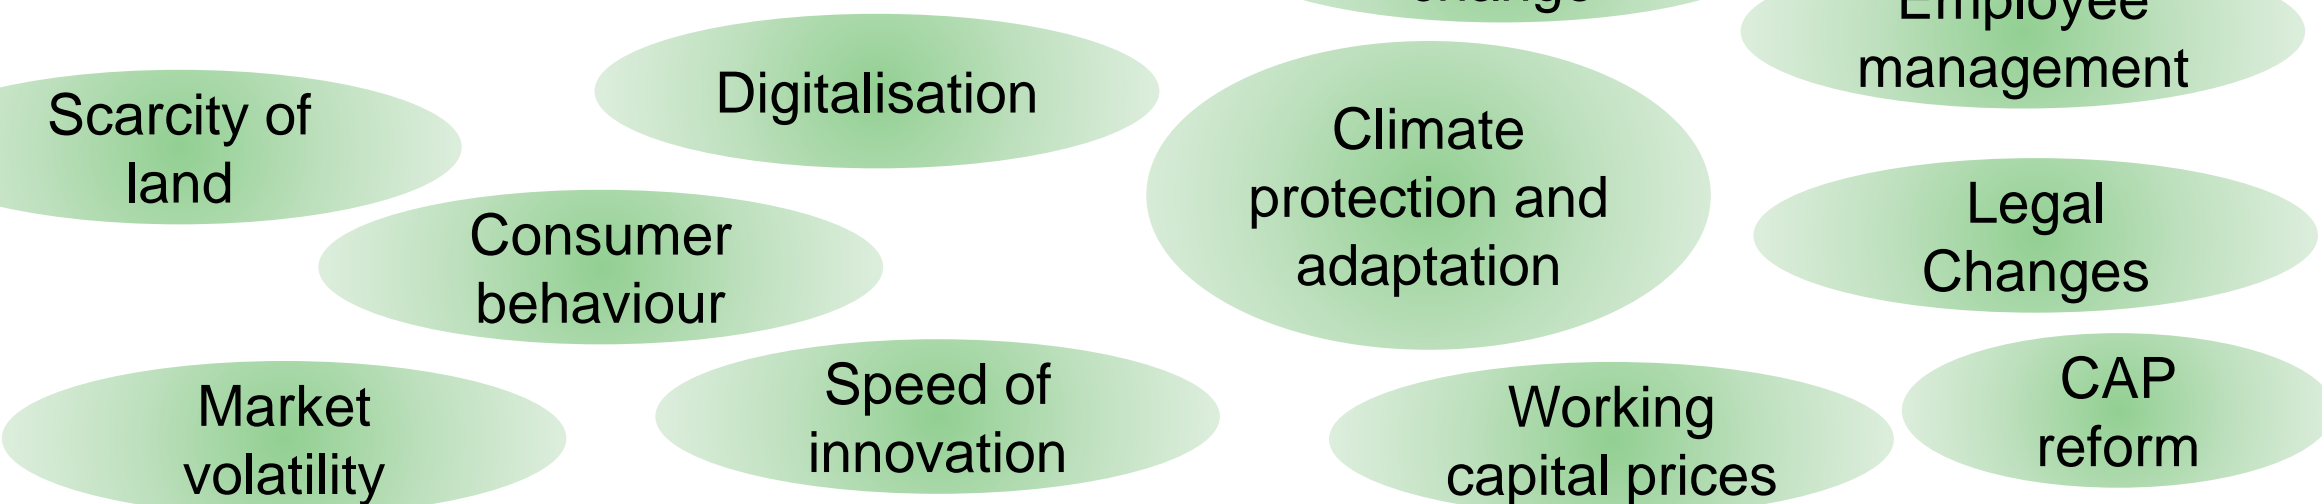 change
Employee
management
Digitalisation
Scarcity of
land
Climate
protection and
adaptation
Legal
Changes
Consumer
behaviour
Speed of
innovation
CAP
reform
Market
volatility
Working
capital prices